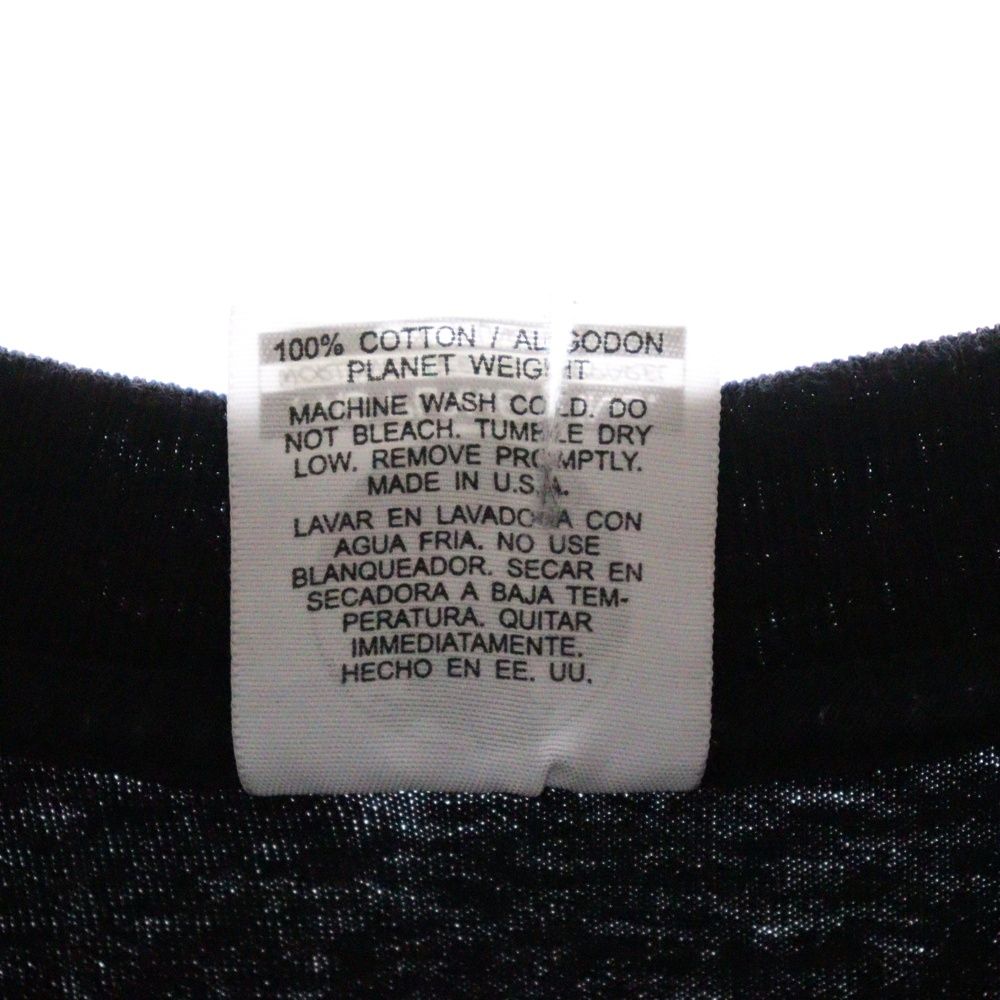 100% COTTON / ALGODON
PLANET WEIGHT
MACHINE WASH COLD. DO
NOT BLEACH. TUMBLE DRY
LOW. REMOVE PROMPTLY.
MADE IN U.S.A.
LAVAR EN LAVADORA CON
AGUA FRIA. NO USE
BLANQUEADOR. SECAR EN
SECADORA A BAJA TEM-
PERATURA. QUITAR
IMMEDIATAMENTE.
HECHO EN EE. UU.